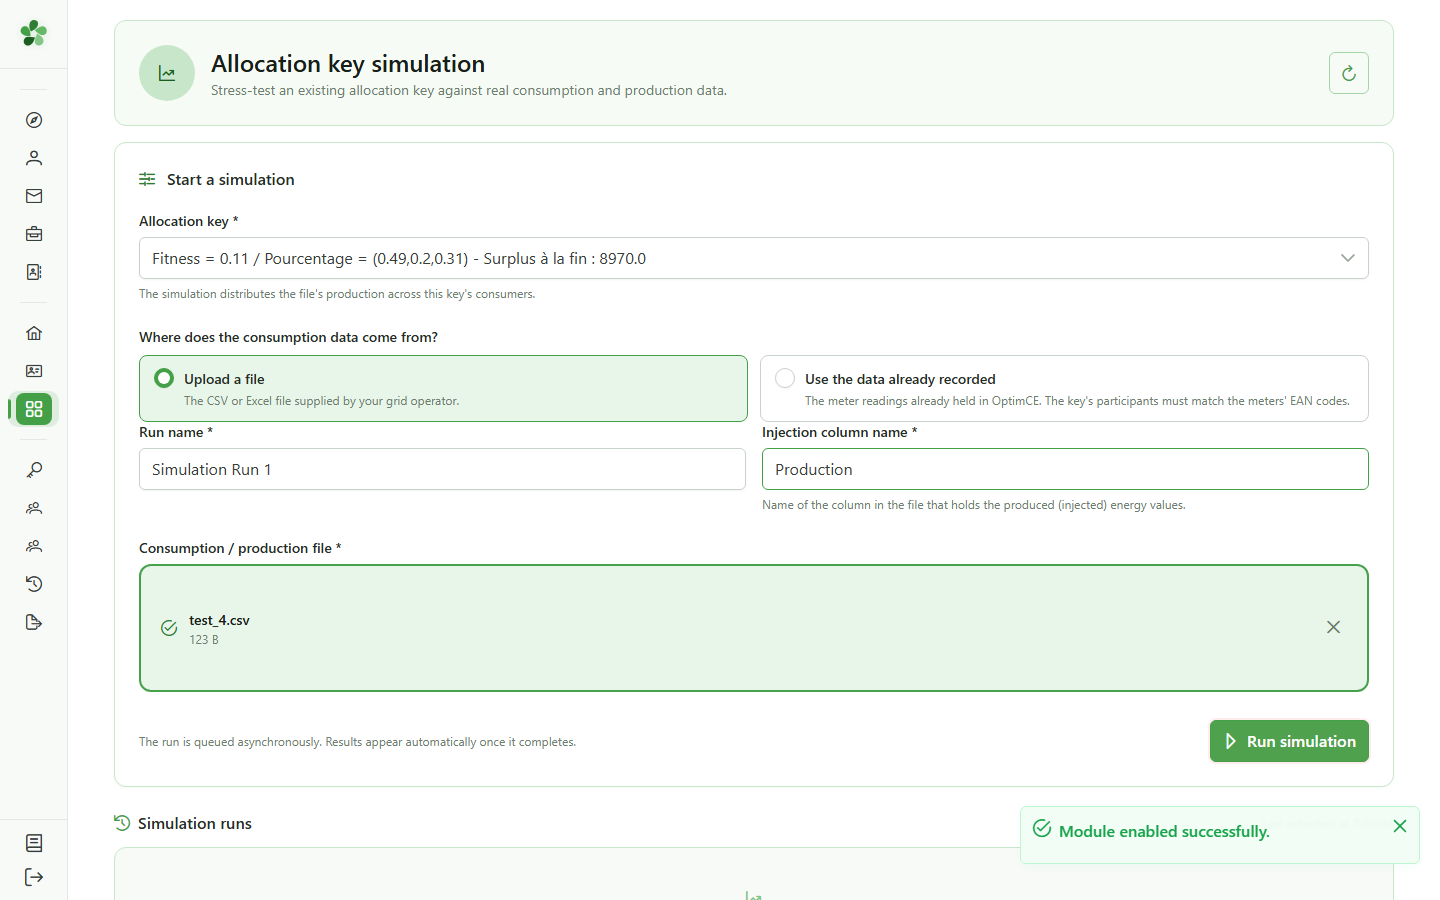 Allocation key simulation
Stress-test an existing allocation key against real consumption and production data.
Start a simulation
Allocation key *
Fitness = 0.11 / Pourcentage = (0.49,0.2,0.31) - Surplus à la fin : 8970.0
The simulation distributes the file's production across this key's consumers.
Where does the consumption data come from?
Upload a file
The CSV or Excel file supplied by your grid operator.
Use the data already recorded
The meter readings already held in OptimCE. The key's participants must match the meters' EAN codes.
Run name *
Simulation Run 1
Injection column name *
Production
Name of the column in the file that holds the produced (injected) energy values.
Consumption / production file *
test_4.csv
123 B
The run is queued asynchronously. Results appear automatically once it completes.
Run simulation
Simulation runs
Module enabled successfully.